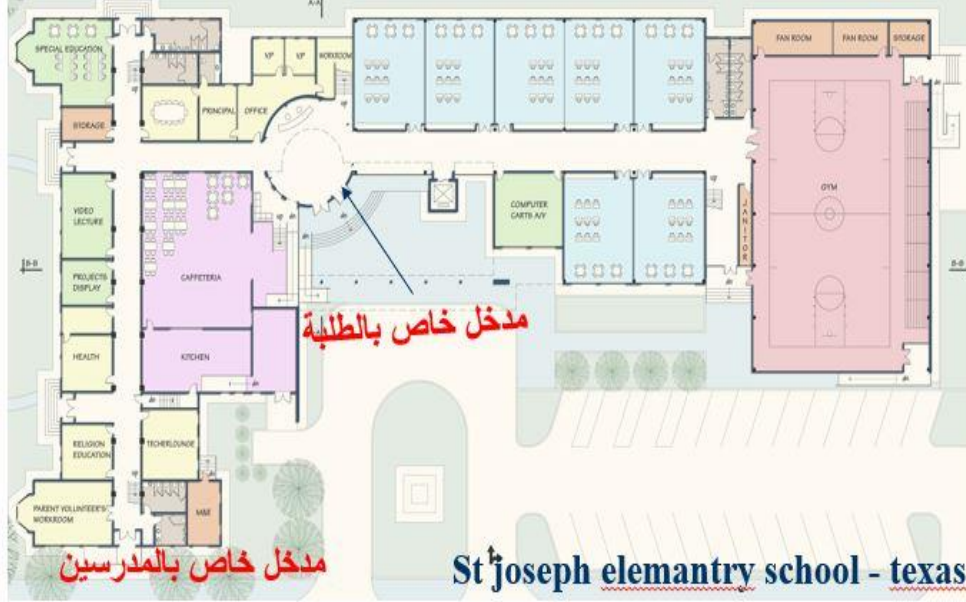 A-A
SPECIAL EDUCATION
V.P
V.P
WORKROOM
FAN ROOM
FAN ROOM
STORAGE
PRINCIPAL
OFFICE
STORAGE
VIDEO
LECTURE
COMPUTER
CARTS A/V
JANITOR
GYM
B-B
B-B
PROJECTS
DISPLAY
CAFFETERIA
مدخل خاص بالطلبة
HEALTH
KITCHEN
RELIGION
EDUCATION
TECHERLOUNGE
PARENT VOLUNTEER'S
WORKROOM
M&E
مدخل خاص بالمدرسين
St joseph elemantry school - texas